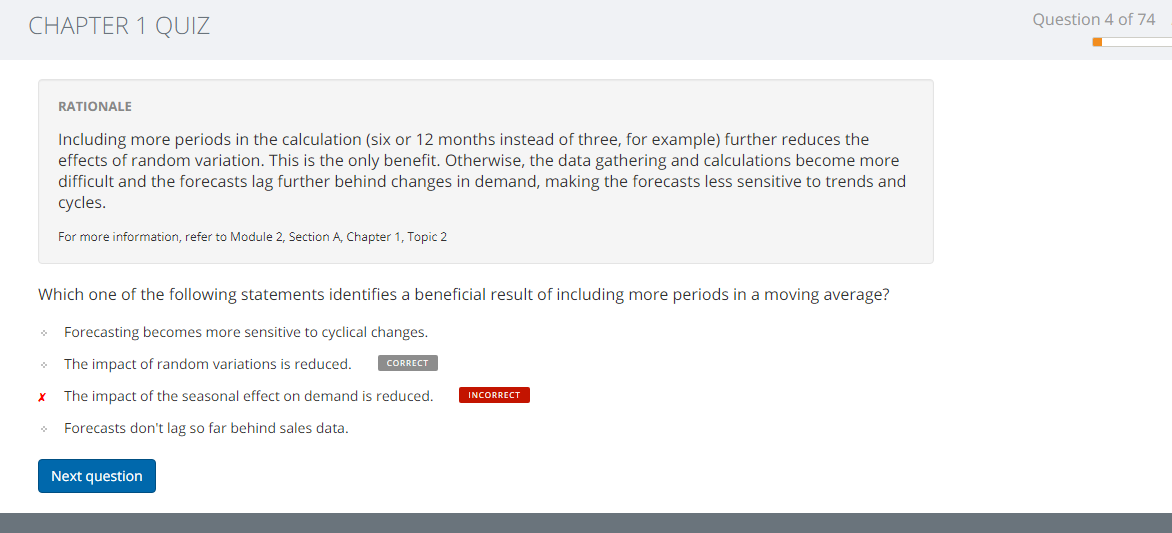 CHAPTER 1 QUIZ
Question 4 of 74
RATIONALE
Including more periods in the calculation (six or 12 months instead of three, for example) further reduces the
effects of random variation. This is the only benefit. Otherwise, the data gathering and calculations become more
difficult and the forecasts lag further behind changes in demand, making the forecasts less sensitive to trends and
cycles.
For more information, refer to Module 2, Section A, Chapter 1, Topic 2
Which one of the following statements identifies a beneficial result of including more periods in a moving average?
Forecasting becomes more sensitive to cyclical changes.
The impact of random variations is reduced. CORRECT
✗ The impact of the seasonal effect on demand is reduced. INCORRECT
Forecasts don't lag so far behind sales data.
Next question